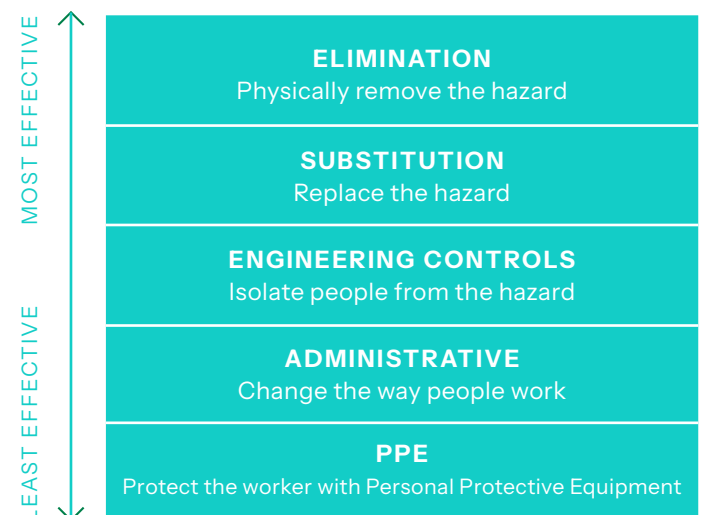 MOST EFFECTIVE
ELIMINATION
Physically remove the hazard
SUBSTITUTION
Replace the hazard
ENGINEERING CONTROLS
Isolate people from the hazard
LEAST EFFECTIVE
ADMINISTRATIVE
Change the way people work
PPE
Protect the worker with Personal Protective Equipment